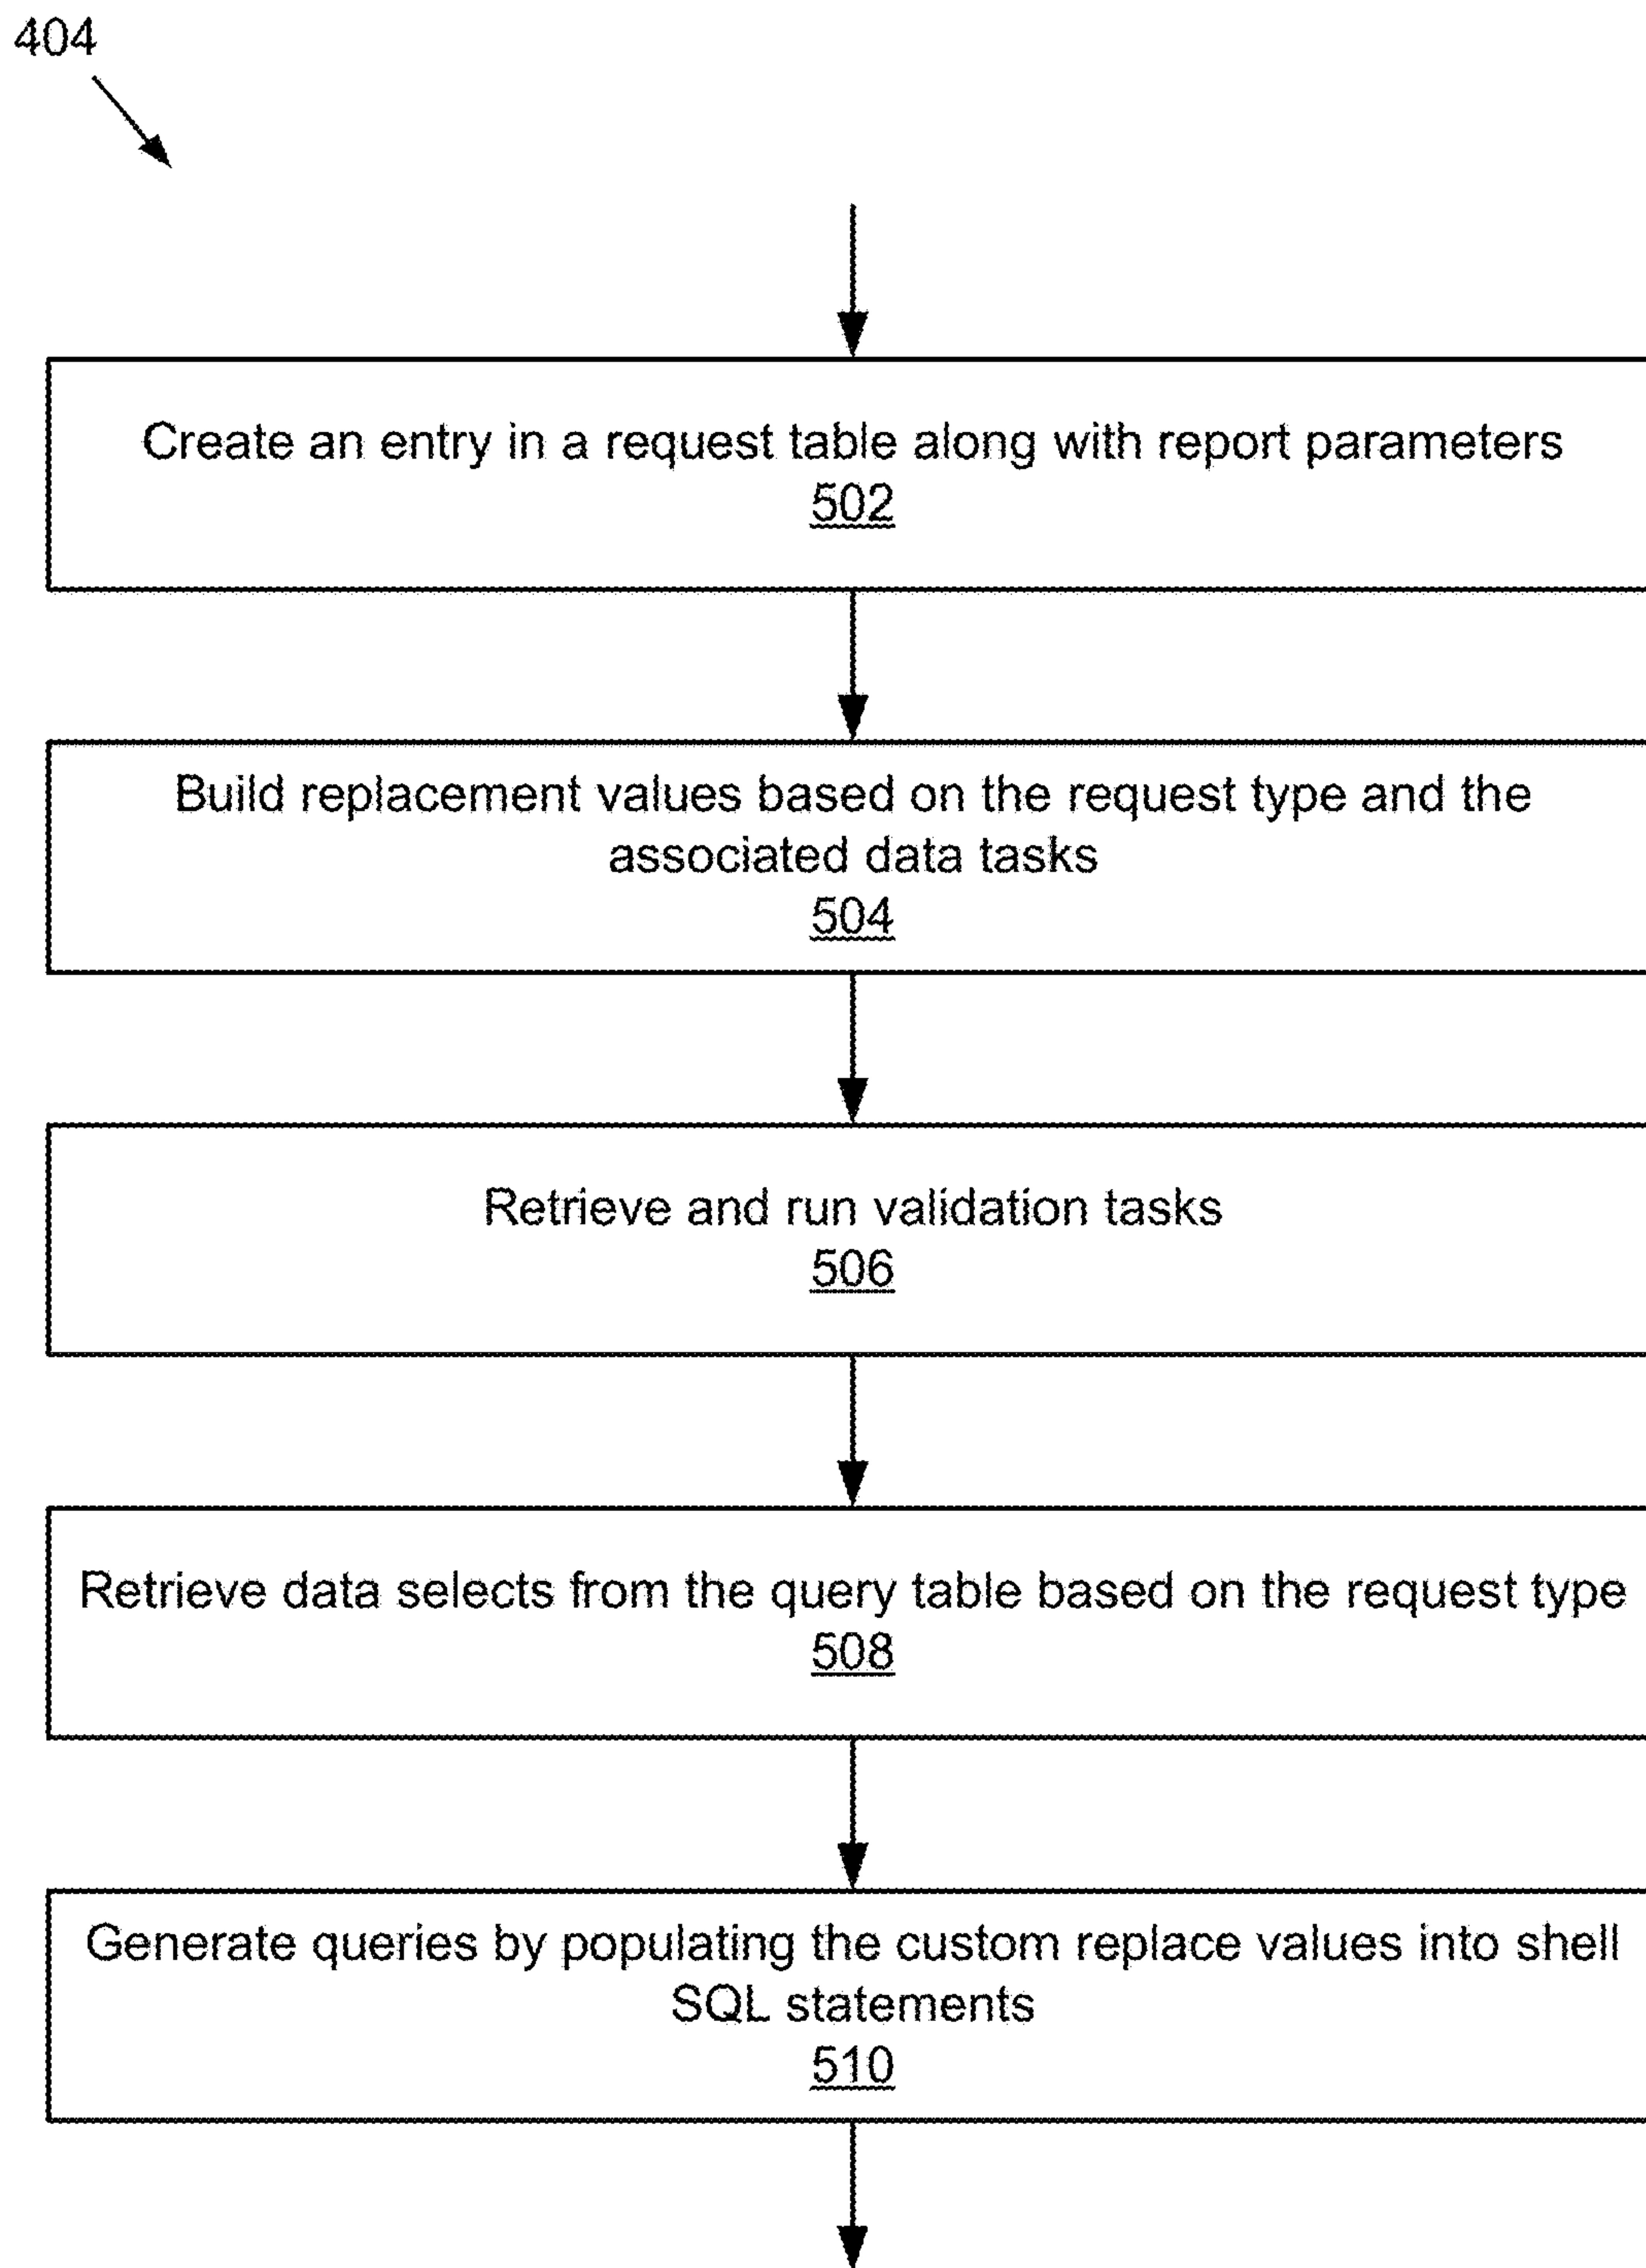 404
Create an entry in a request table along with report parameters
502
Build replacement values based on the request type and the
associated data tasks
504
Retrieve and run validation tasks
506
Retrieve data selects from the query table based on the request type
508
Generate queries by populating the custom replace values into shell
SQL statements
510